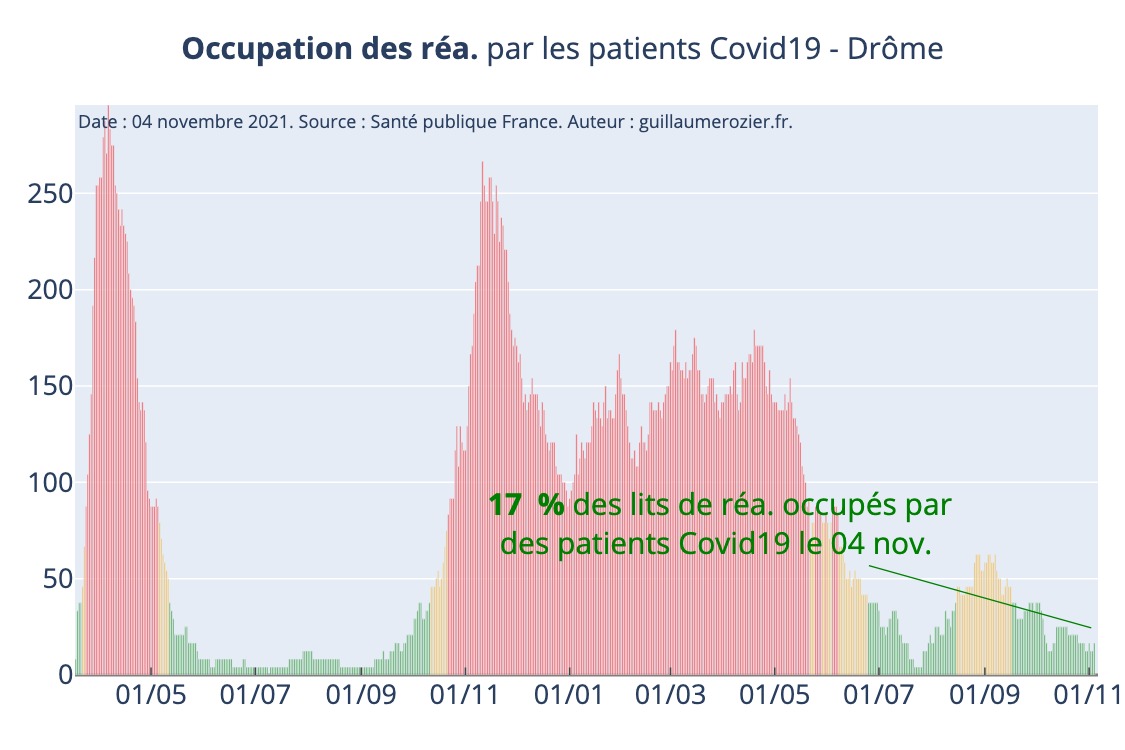 Occupation des réa. par les patients Covid19 - Drôme
Date : 04 novembre 2021. Source : Santé publique France. Auteur : guillaumerozier.fr.
250
200
150
100
50
0
17 % des lits de réa. occupés par
des patients Covid19 le 04 nov.
01/05 01/07 01/09 01/11 01/01 01/03 01/05 01/07 01/09 01/11